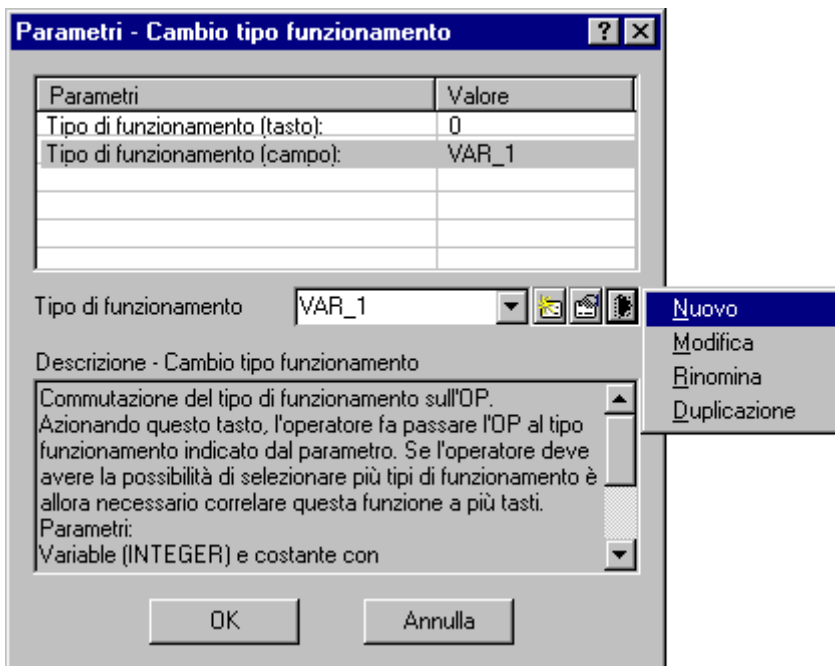 Parametri - Cambio tipo funzionamento
Parametri Valore
Tipo di funzionamento (tasto): 0
Tipo di funzionamento (campo): VAR_1
Tipo di funzionamento VAR_1
Nuovo
Modifica
Rinomina
Duplicazione
Descrizione - Cambio tipo funzionamento
Commutazione del tipo di funzionamento sull'OP.
Azionando questo tasto, l'operatore fa passare l'OP al tipo
funzionamento indicato dal parametro. Se l'operatore deve
avere la possibilità di selezionare più tipi di funzionamento è
allora necessario correlare questa funzione a più tasti.
Parametri:
Variable (INTEGER) e costante con
OK Annulla